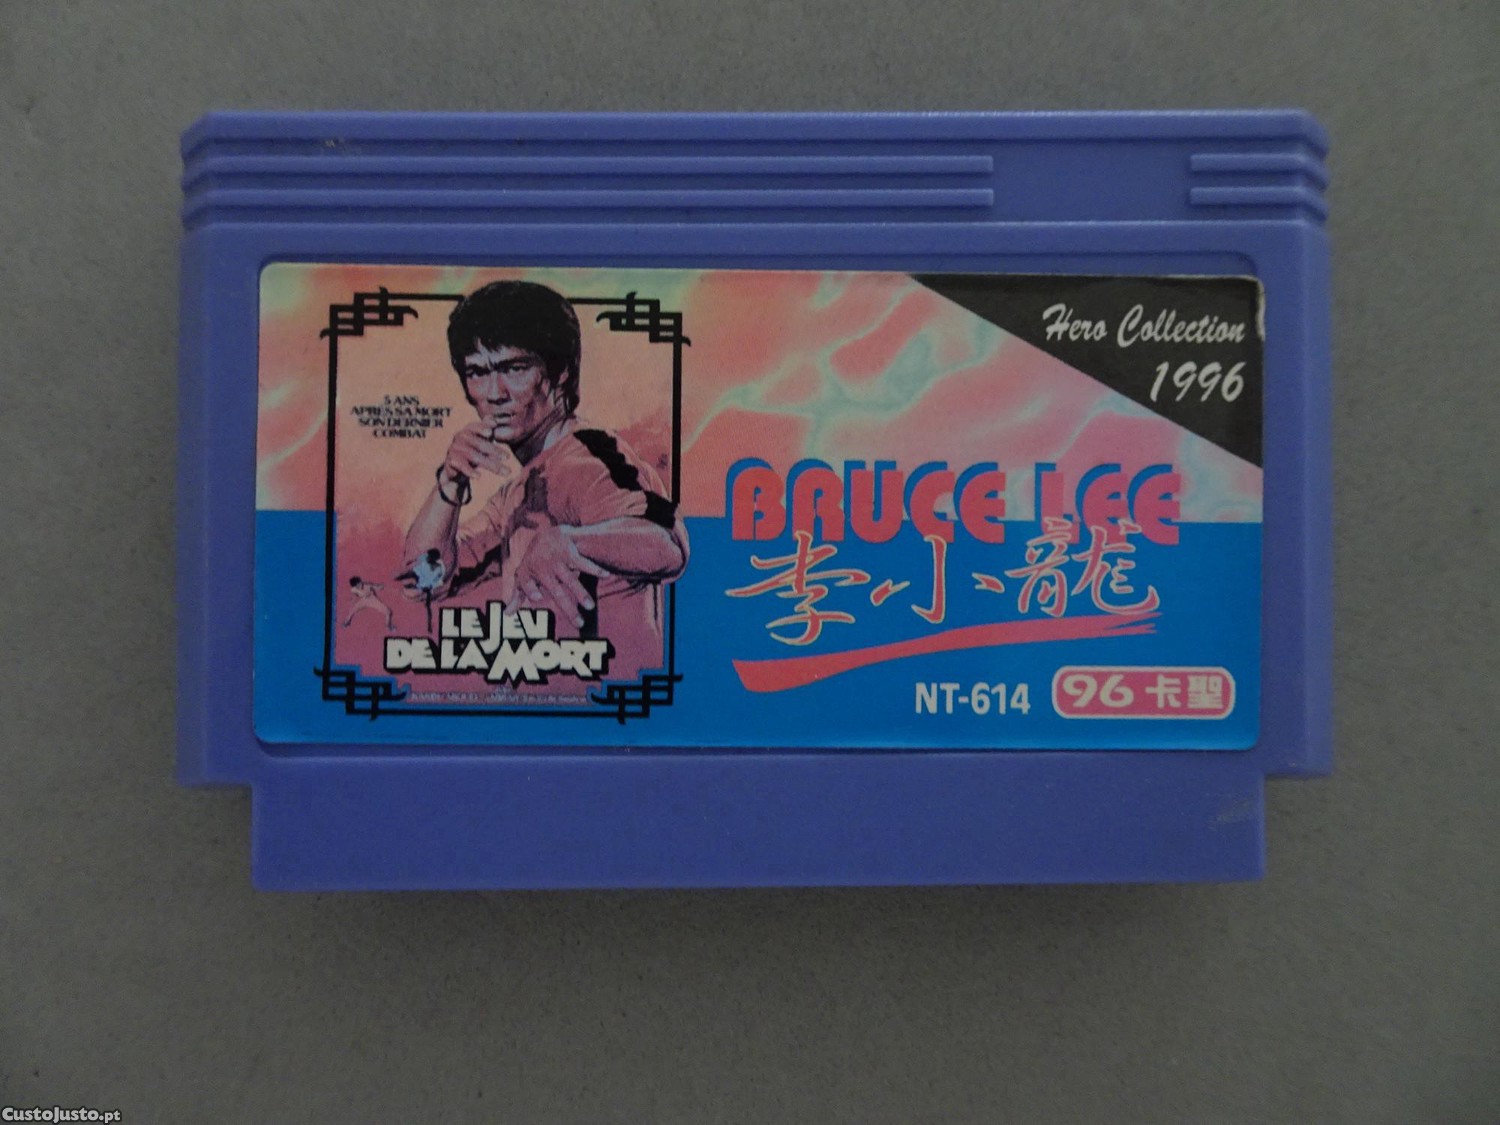 Hero Collection
1996
5 ANS
APRES SA MORT
SON DERNIER
COMBAT
BRUCE LEE
李小龍
LE JEU
DE LA MORT
NT-614
96 卡聖
CustoJusto.pt